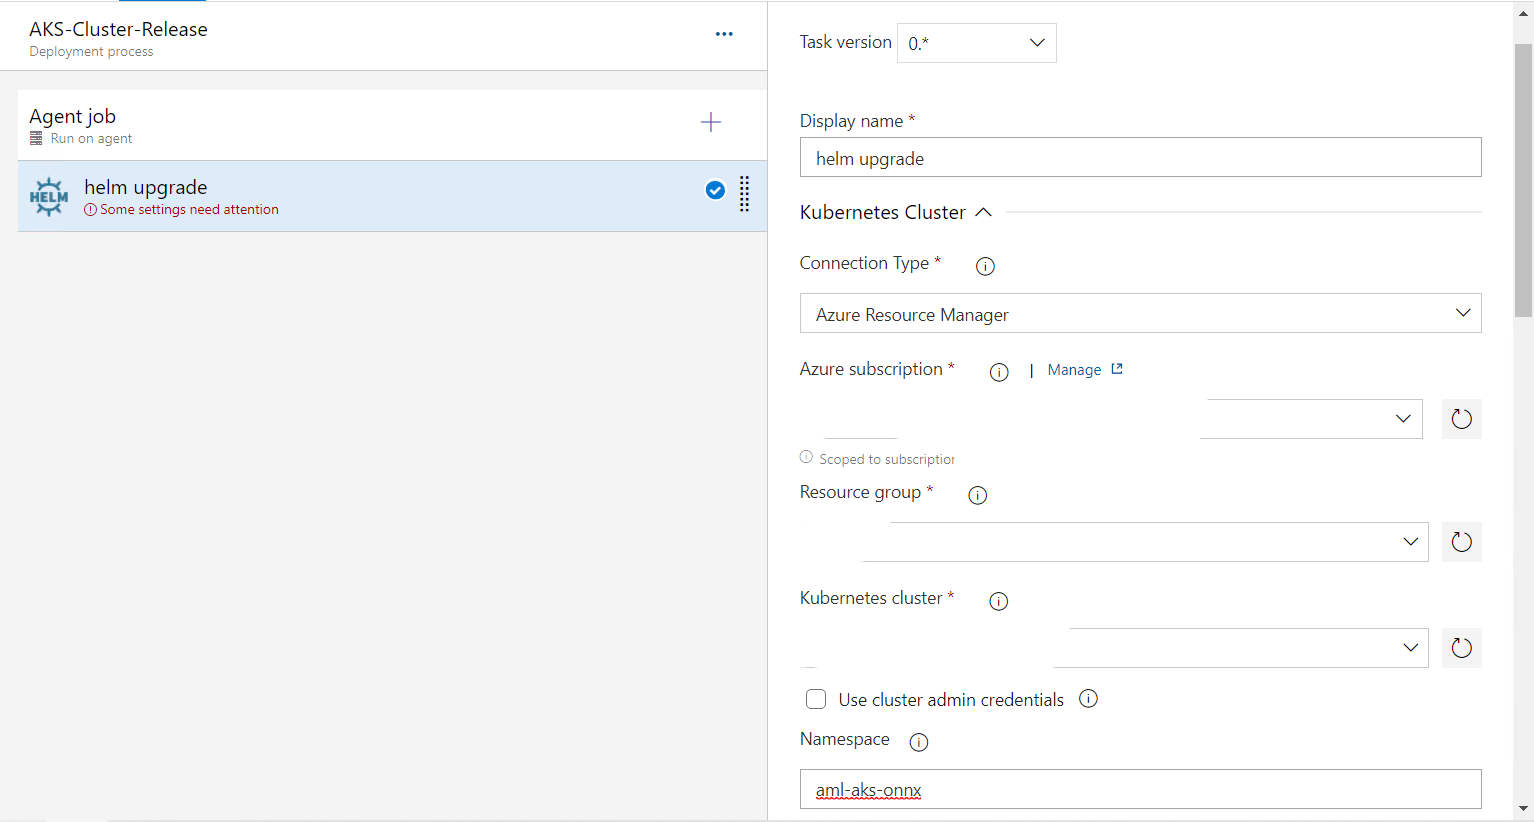 AKS-Cluster-Release
Deployment process
Agent job
Run on agent
HELM
helm upgrade
Some settings need attention
Task version
0.*
Display name *
helm upgrade
Kubernetes Cluster
Connection Type *
Azure Resource Manager
Azure subscription *
| Manage
Scoped to subscription
Resource group *
Kubernetes cluster *
Use cluster admin credentials
Namespace
aml-aks-onnx